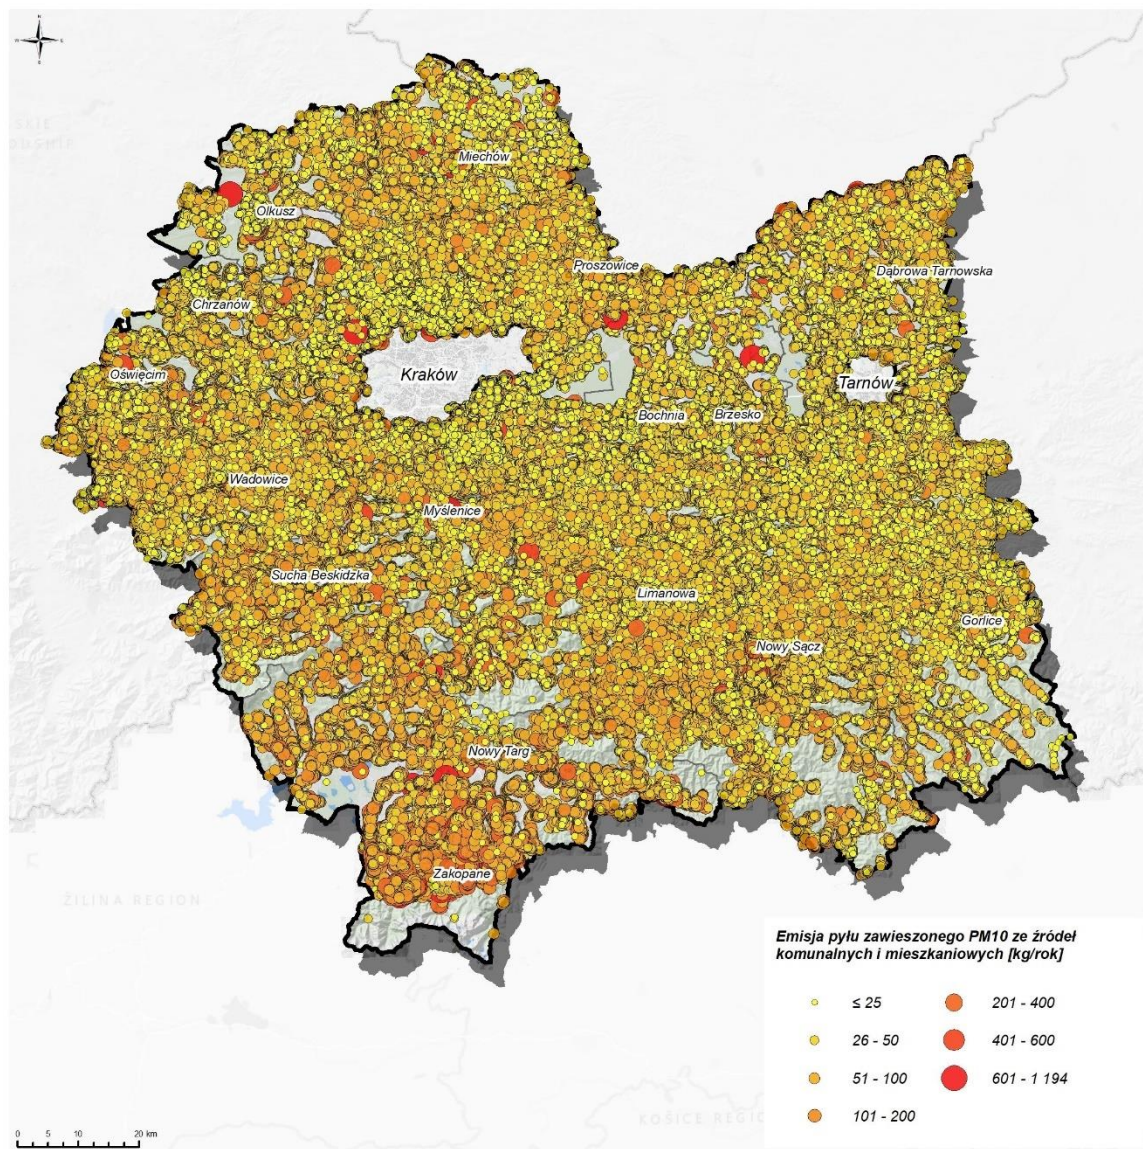 N
W
E
S
SKIE
Miechów
Olkusz
Proszowice
Dąbrowa Tarnowska
Chrzanów
Oświęcim
Kraków
Tarnów
Bochnia
Brzesko
Wadowice
Myślenice
Sucha Beskidzka
Limanowa
Gorlice
Nowy Sącz
Nowy Targ
Zakopane
ŽILINA REGION
Emisja pyłu zawieszonego PM10 ze źródeł
komunalnych i mieszkaniowych [kg/rok]
≤ 25
201 - 400
26 - 50
401 - 600
51 - 100
601 - 1 194
101 - 200
KOŠICE REGIO
0 5 10 20 km